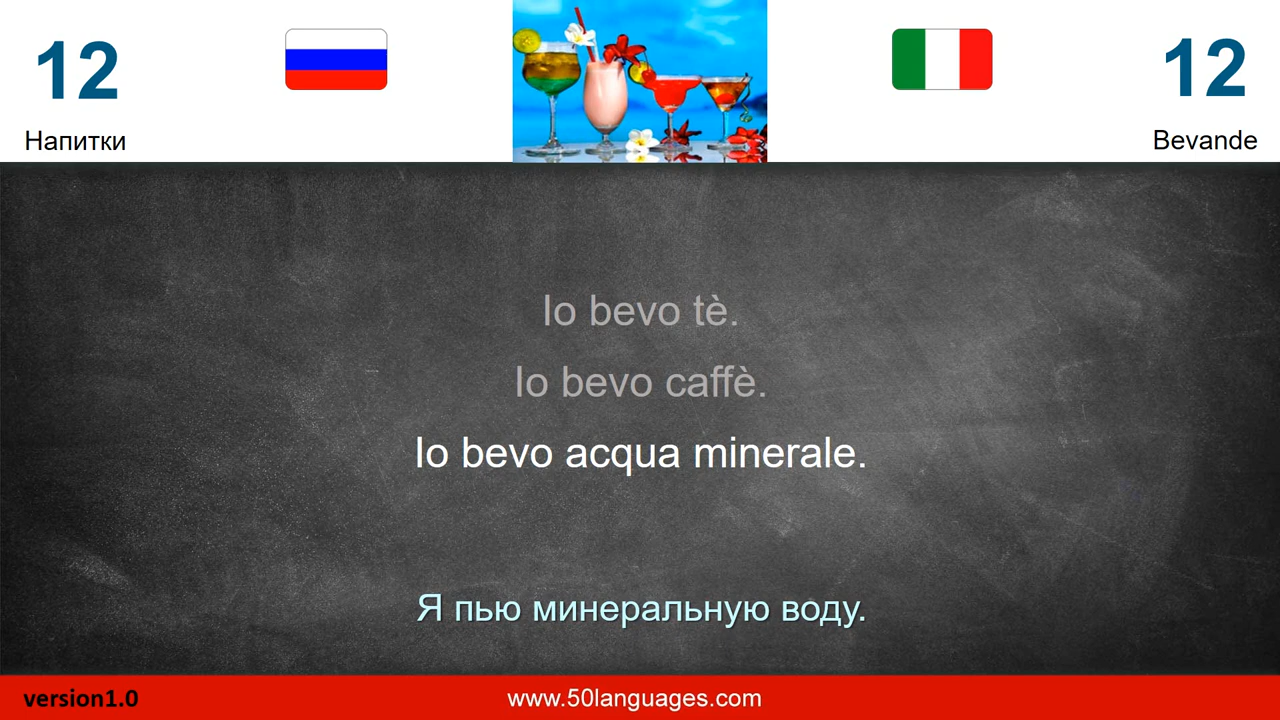 12
12
Напитки
Bevande
Io bevo tè.
Io bevo caffè.
Io bevo acqua minerale.
Я пью минеральную воду.
version1.0
www.50languages.com